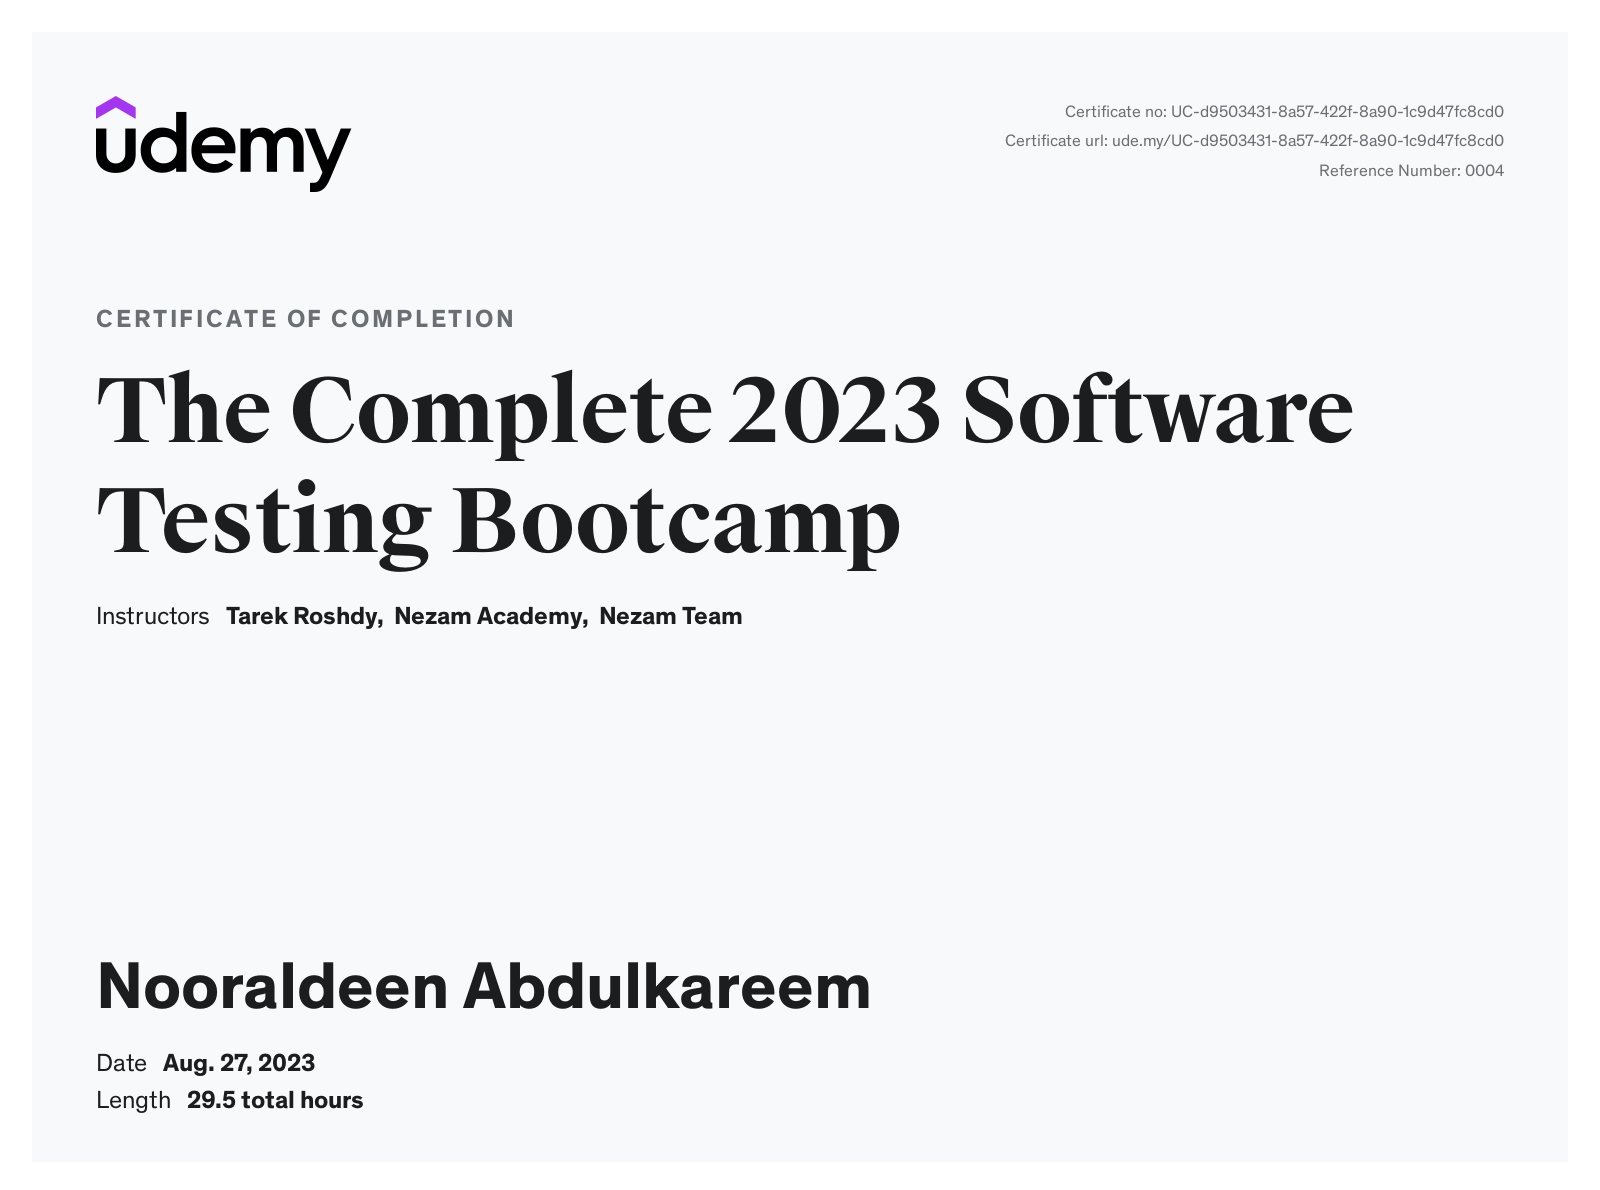 udemy
Certificate no: UC-d9503431-8a57-422f-8a90-1c9d47fc8cd0
Certificate url: ude.my/UC-d9503431-8a57-422f-8a90-1c9d47fc8cd0
Reference Number: 0004
CERTIFICATE OF COMPLETION
The Complete 2023 Software
Testing Bootcamp
Instructors Tarek Roshdy, Nezam Academy, Nezam Team
Nooraldeen Abdulkareem
Date Aug. 27, 2023
Length 29.5 total hours